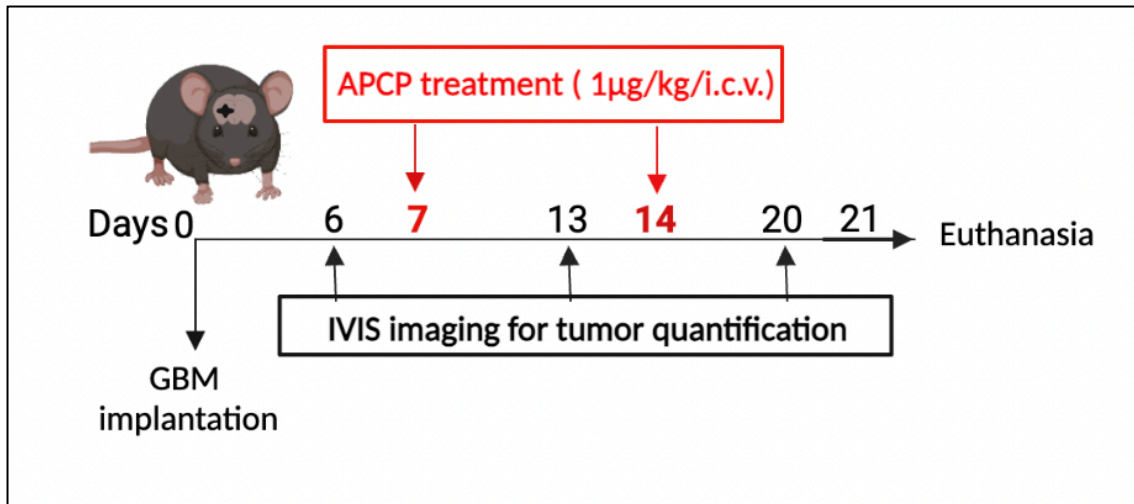 APCP treatment ( 1µg/kg/i.c.v.)
Days 0 6 7 13 14 20 21 Euthanasia
IVIS imaging for tumor quantification
GBM
implantation